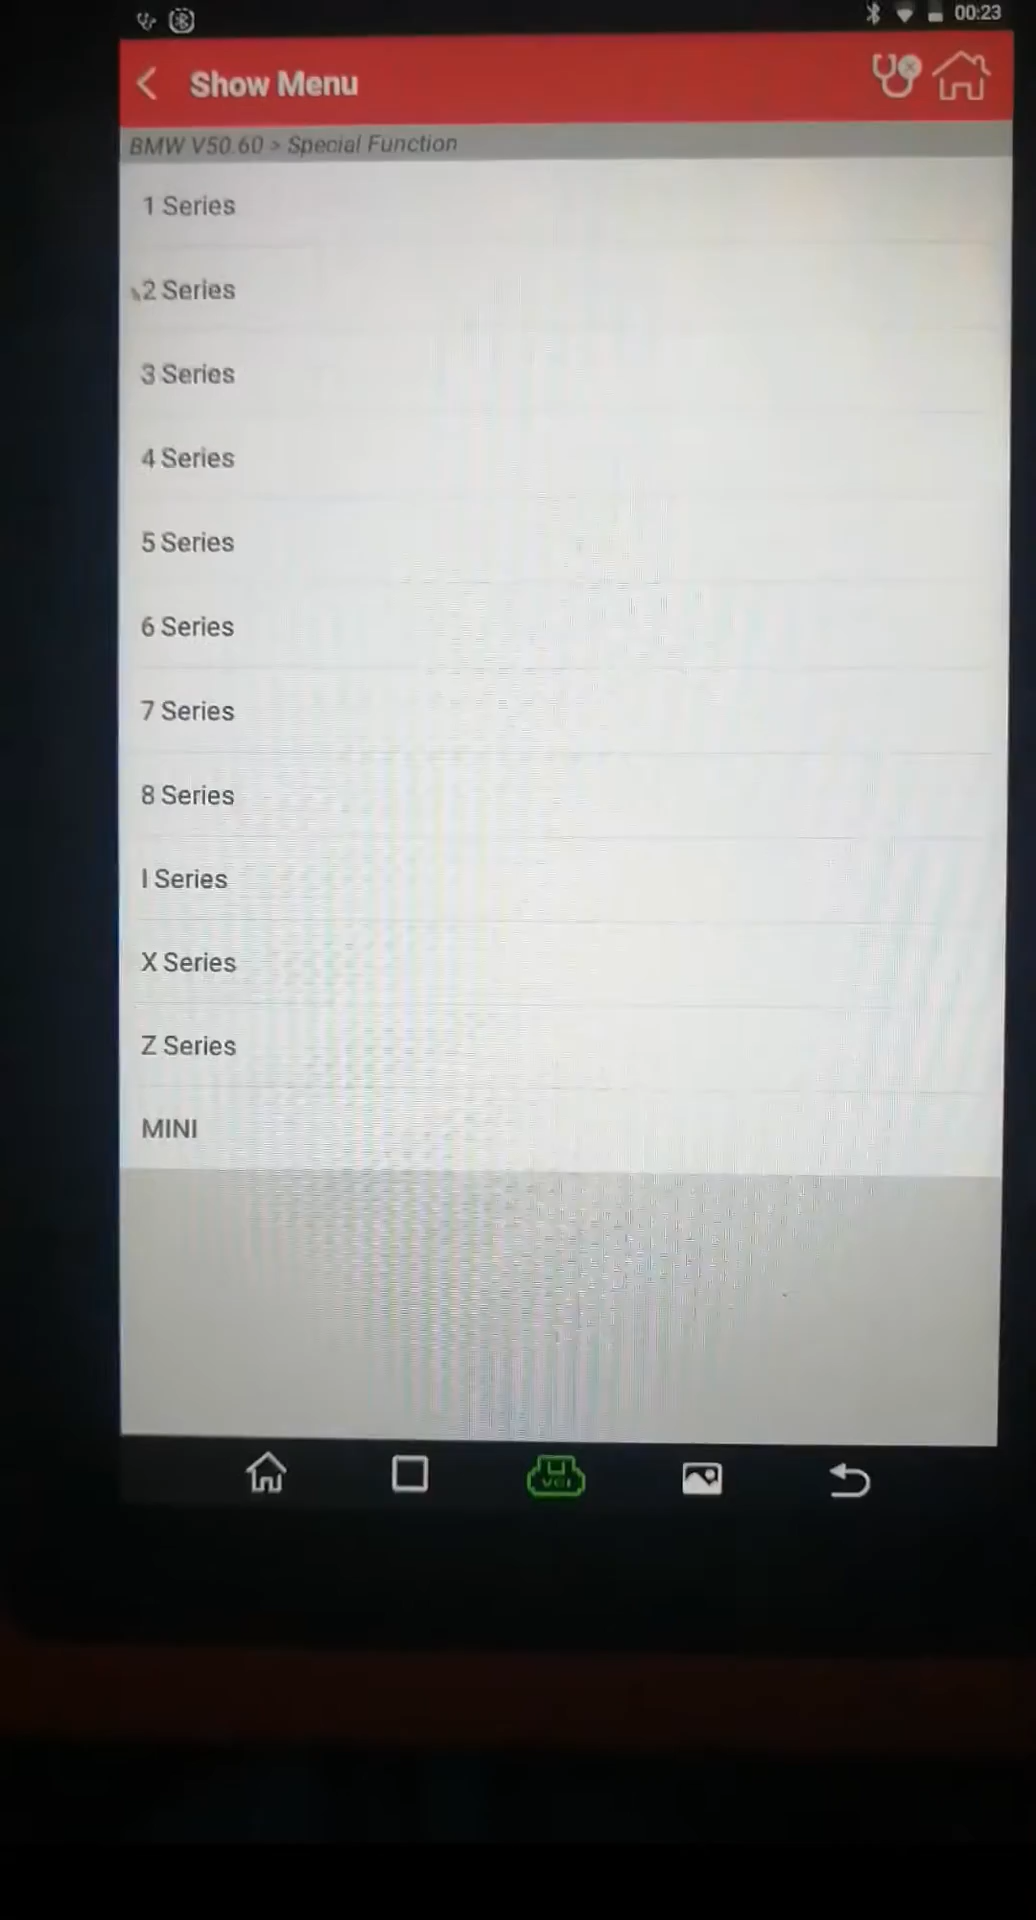 00:23
Show Menu
BMW V50.60 > Special Function
1 Series
2 Series
3 Series
4 Series
5 Series
6 Series
7 Series
8 Series
I Series
X Series
Z Series
MINI
VCI